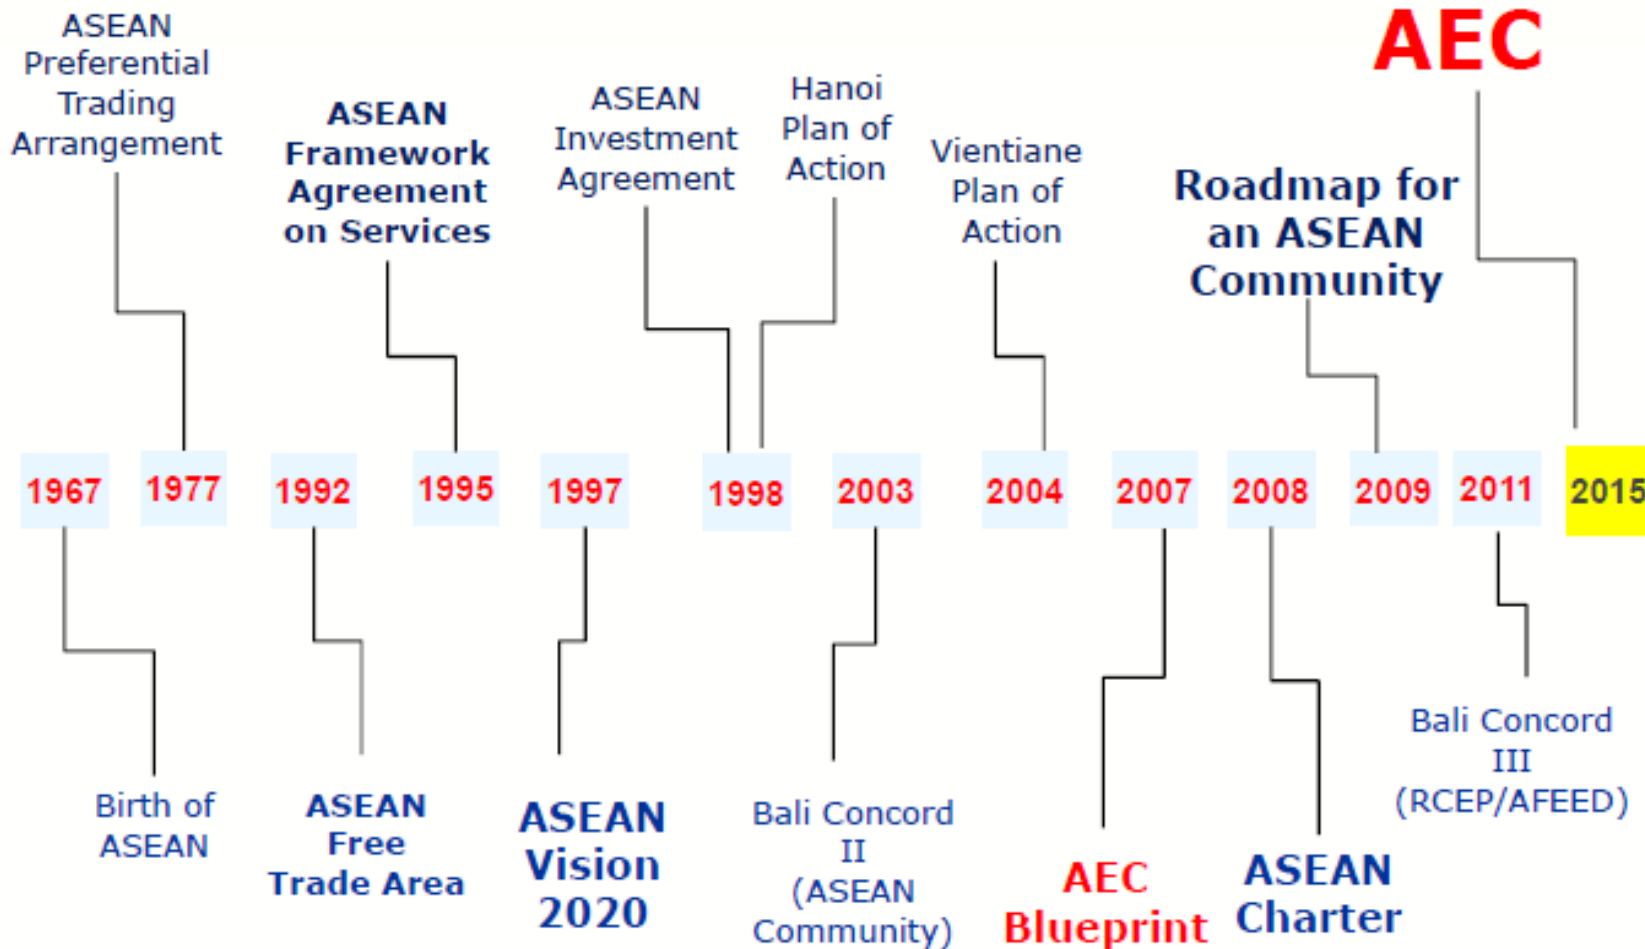 ASEAN
Preferential
Trading
Arrangement
ASEAN
Framework
Agreement
on Services
ASEAN
Investment
Agreement
Hanoi
Plan of
Action
Vientiane
Plan of
Action
Roadmap for
an ASEAN
Community
AEC
1967
1977
1992
1995
1997
1998
2003
2004
2007
2008
2009
2011
2015
Birth of
ASEAN
ASEAN
Free
Trade Area
ASEAN
Vision
2020
Bali Concord
II
(ASEAN
Community)
AEC
Blueprint
ASEAN
Charter
Bali Concord
III
(RCEP/AFEED)